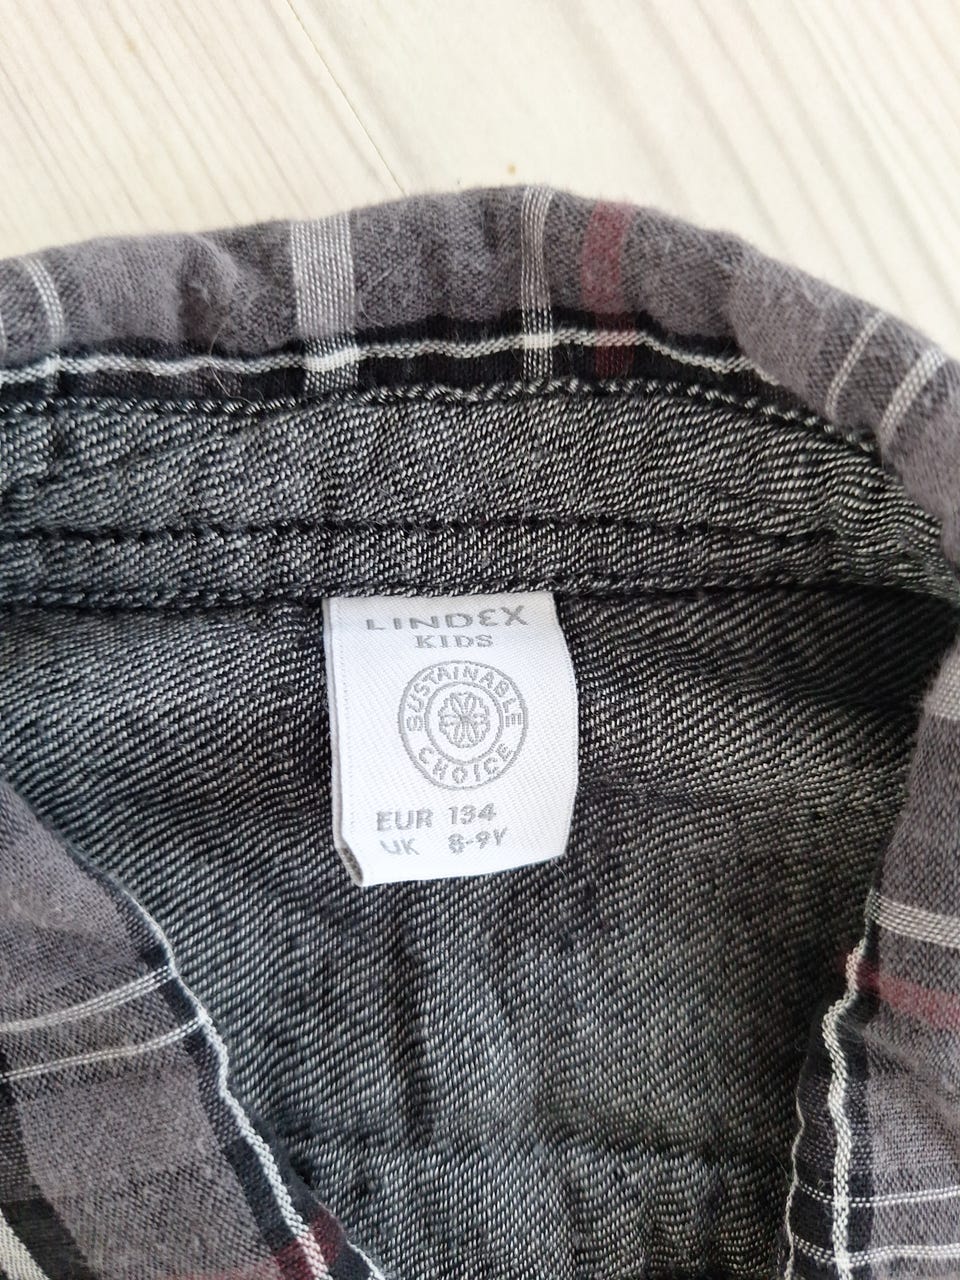 LINDEX
KIDS
SUSTAINABLE
CHOICE
EUR 134
UK 8-9Y